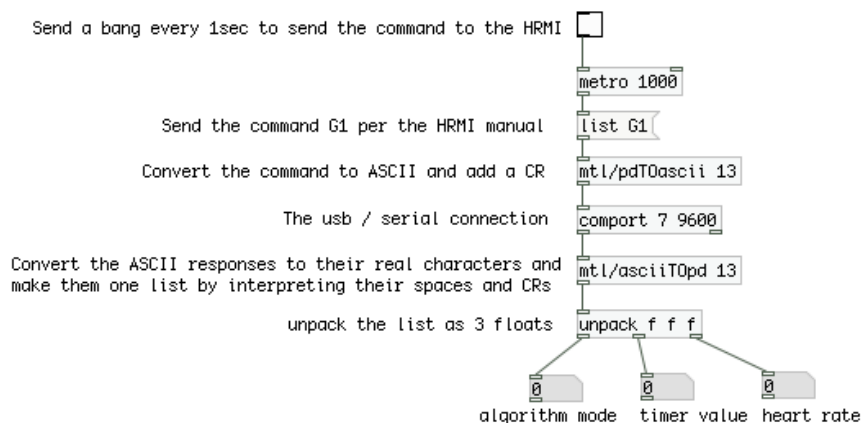 Send a bang every 1sec to send the command to the HRMI
metro 1000
Send the command G1 per the HRMI manual
list G1
Convert the command to ASCII and add a CR
mtl/pdTOascii 13
The usb / serial connection
comport 7 9600
Convert the ASCII responses to their real characters and
make them one list by interpreting their spaces and CRs
mtl/asciiTOpd 13
unpack the list as 3 floats
unpack f f f
0
0
0
algorithm mode
timer value
heart rate